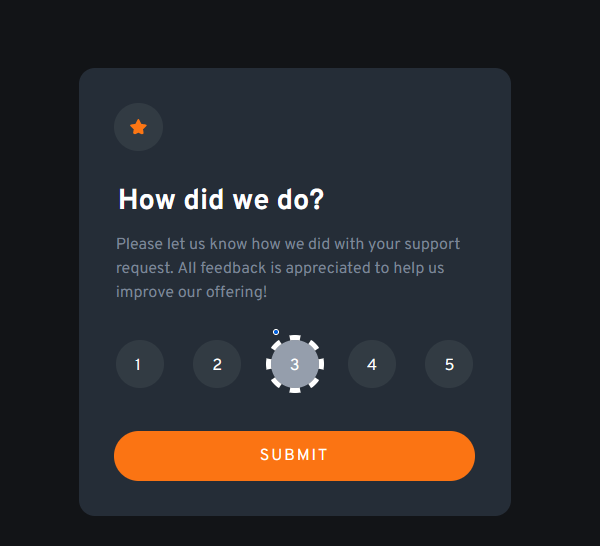 How did we do?
Please let us know how we did with your support
request. All feedback is appreciated to help us
improve our offering!
1 2 3 4 5
SUBMIT